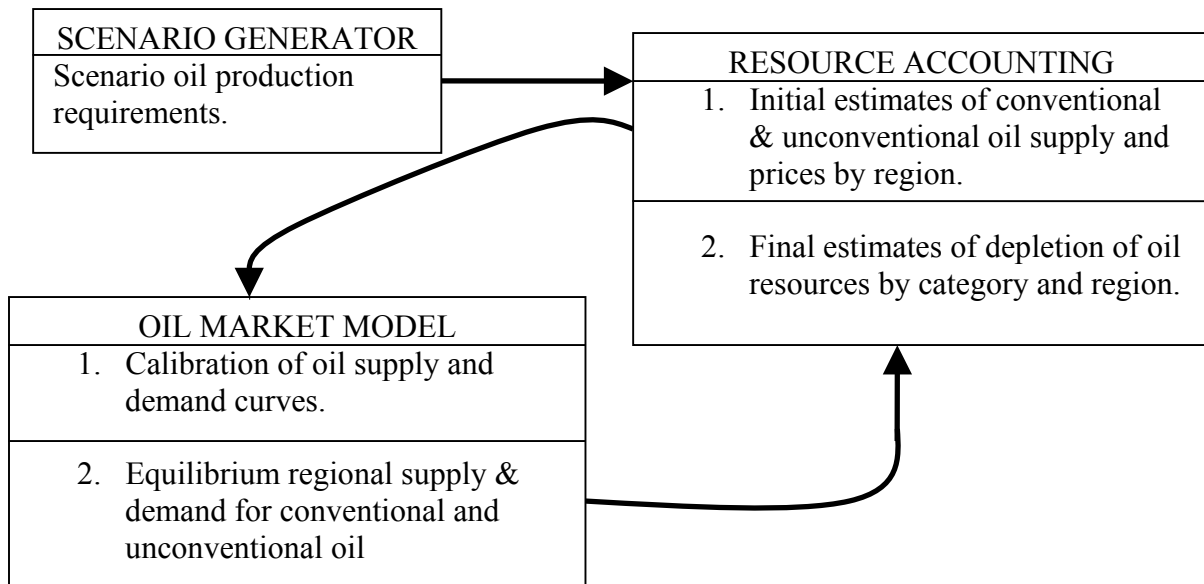 SCENARIO GENERATOR
Scenario oil production
requirements.
RESOURCE ACCOUNTING
1. Initial estimates of conventional
& unconventional oil supply and
prices by region.
2. Final estimates of depletion of oil
resources by category and region.
OIL MARKET MODEL
1. Calibration of oil supply and
demand curves.
2. Equilibrium regional supply &
demand for conventional and
unconventional oil